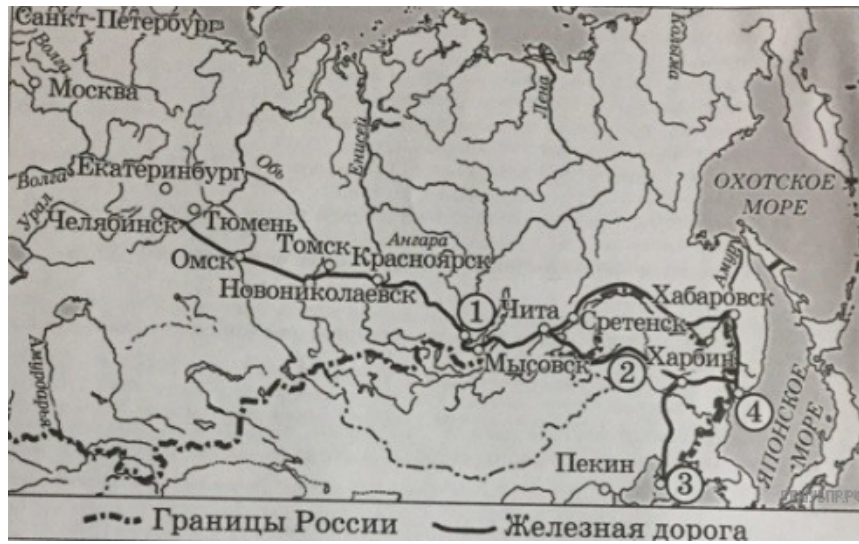 Санкт-Петербург
Волга
Москва
Колыма
Лена
Енисей
Обь
Екатеринбург
Волга
Урал
Челябинск
Тюмень
ОХОТСКОЕ
МОРЕ
Ангара
Томск
Красноярск
Омск
Новониколаевск
Амур
1
Чита
Хабаровск
Сретенск
Мысовск
Харбин
2
Амударья
4
ЯПОНСКОЕ
МОРЕ
Пекин
3
Границы России
Железная дорога